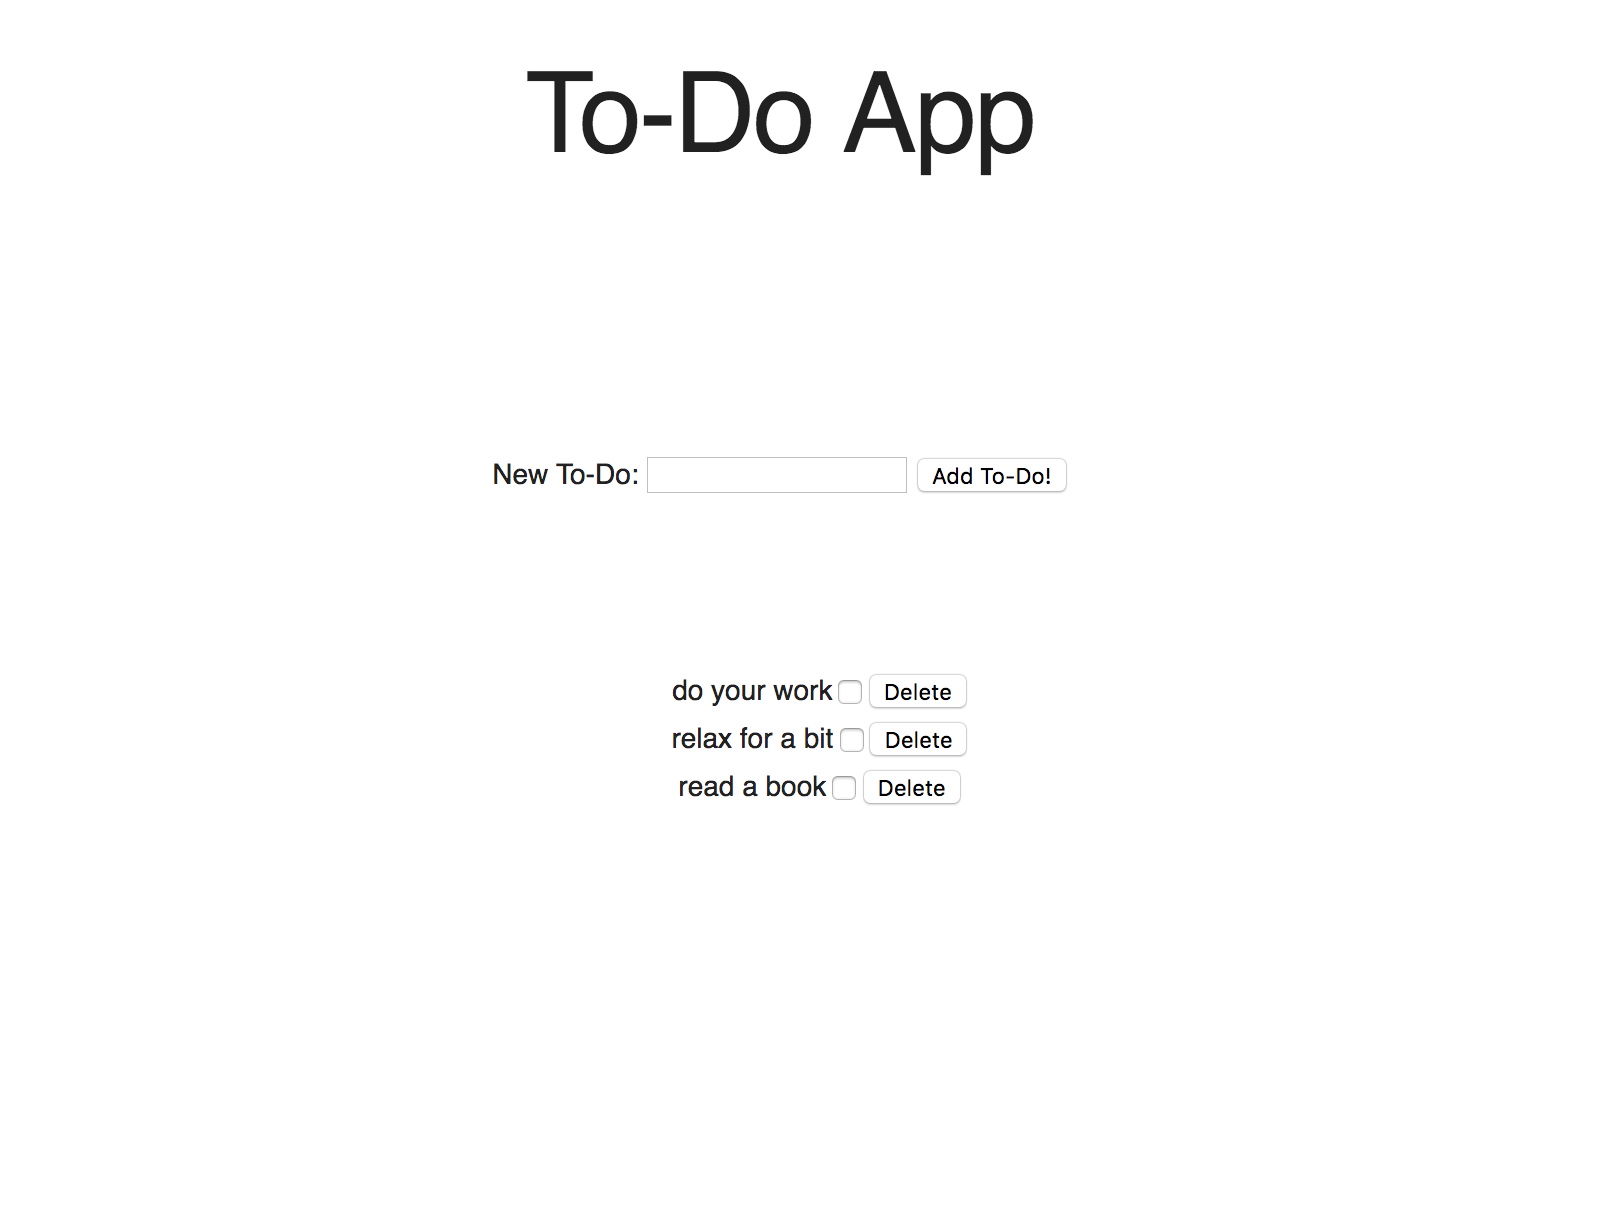 To-Do App
New To-Do: Add To-Do!
do your work Delete
relax for a bit Delete
read a book Delete